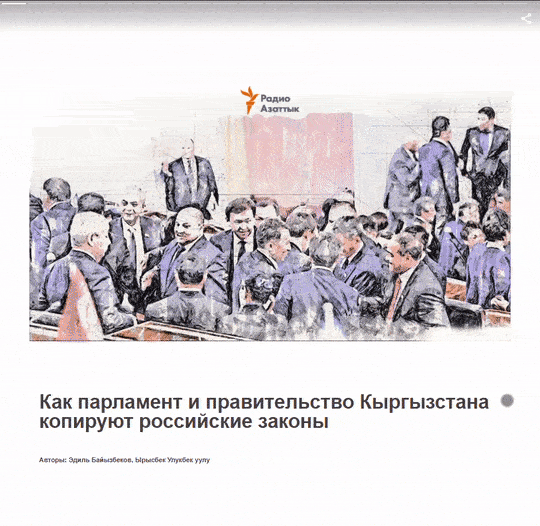 Радио
Азаттык
Как парламент и правительство Кыргызстана
копируют российские законы
Авторы: Эдиль Байызбеков, Ырысбек Улукбек уулу